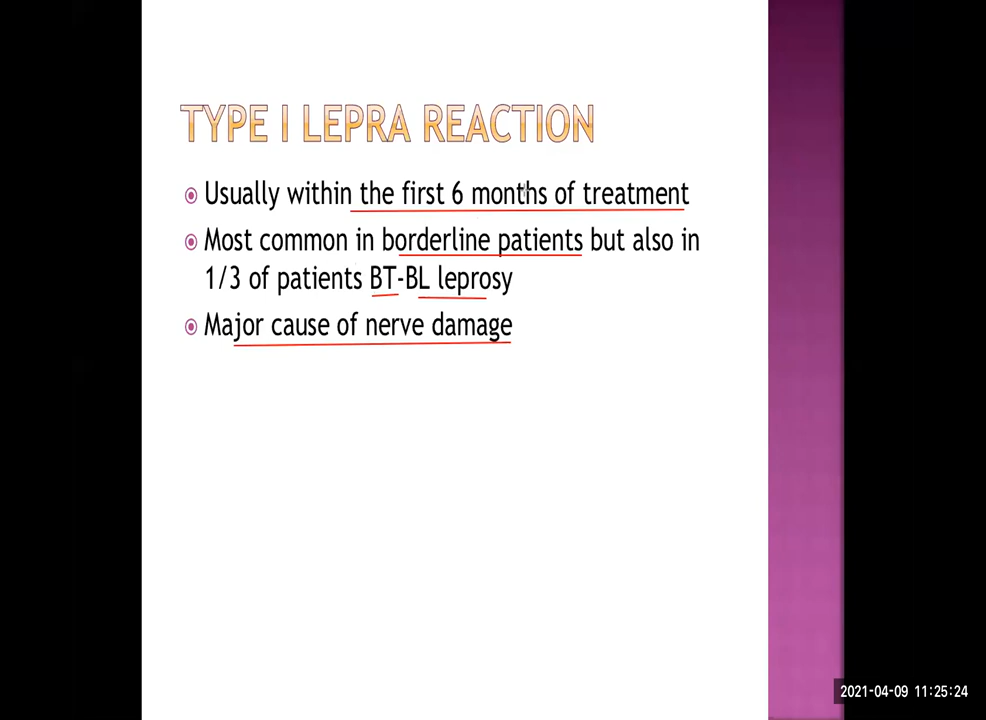 TYPE I LEPRA REACTION
Usually within the first 6 months of treatment
Most common in borderline patients but also in
1/3 of patients BT-BL leprosy
Major cause of nerve damage
2021-04-09 11:25:24